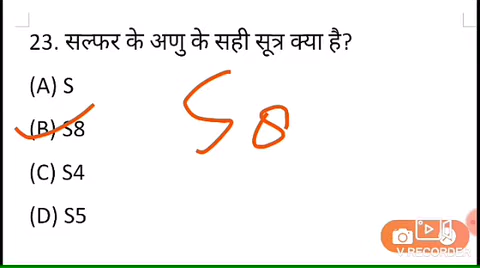 23. सल्फर के अणु के सही सूत्र क्या है?
(A) S
(B) S8
S8
(C) S4
(D) S5
V RECORDER